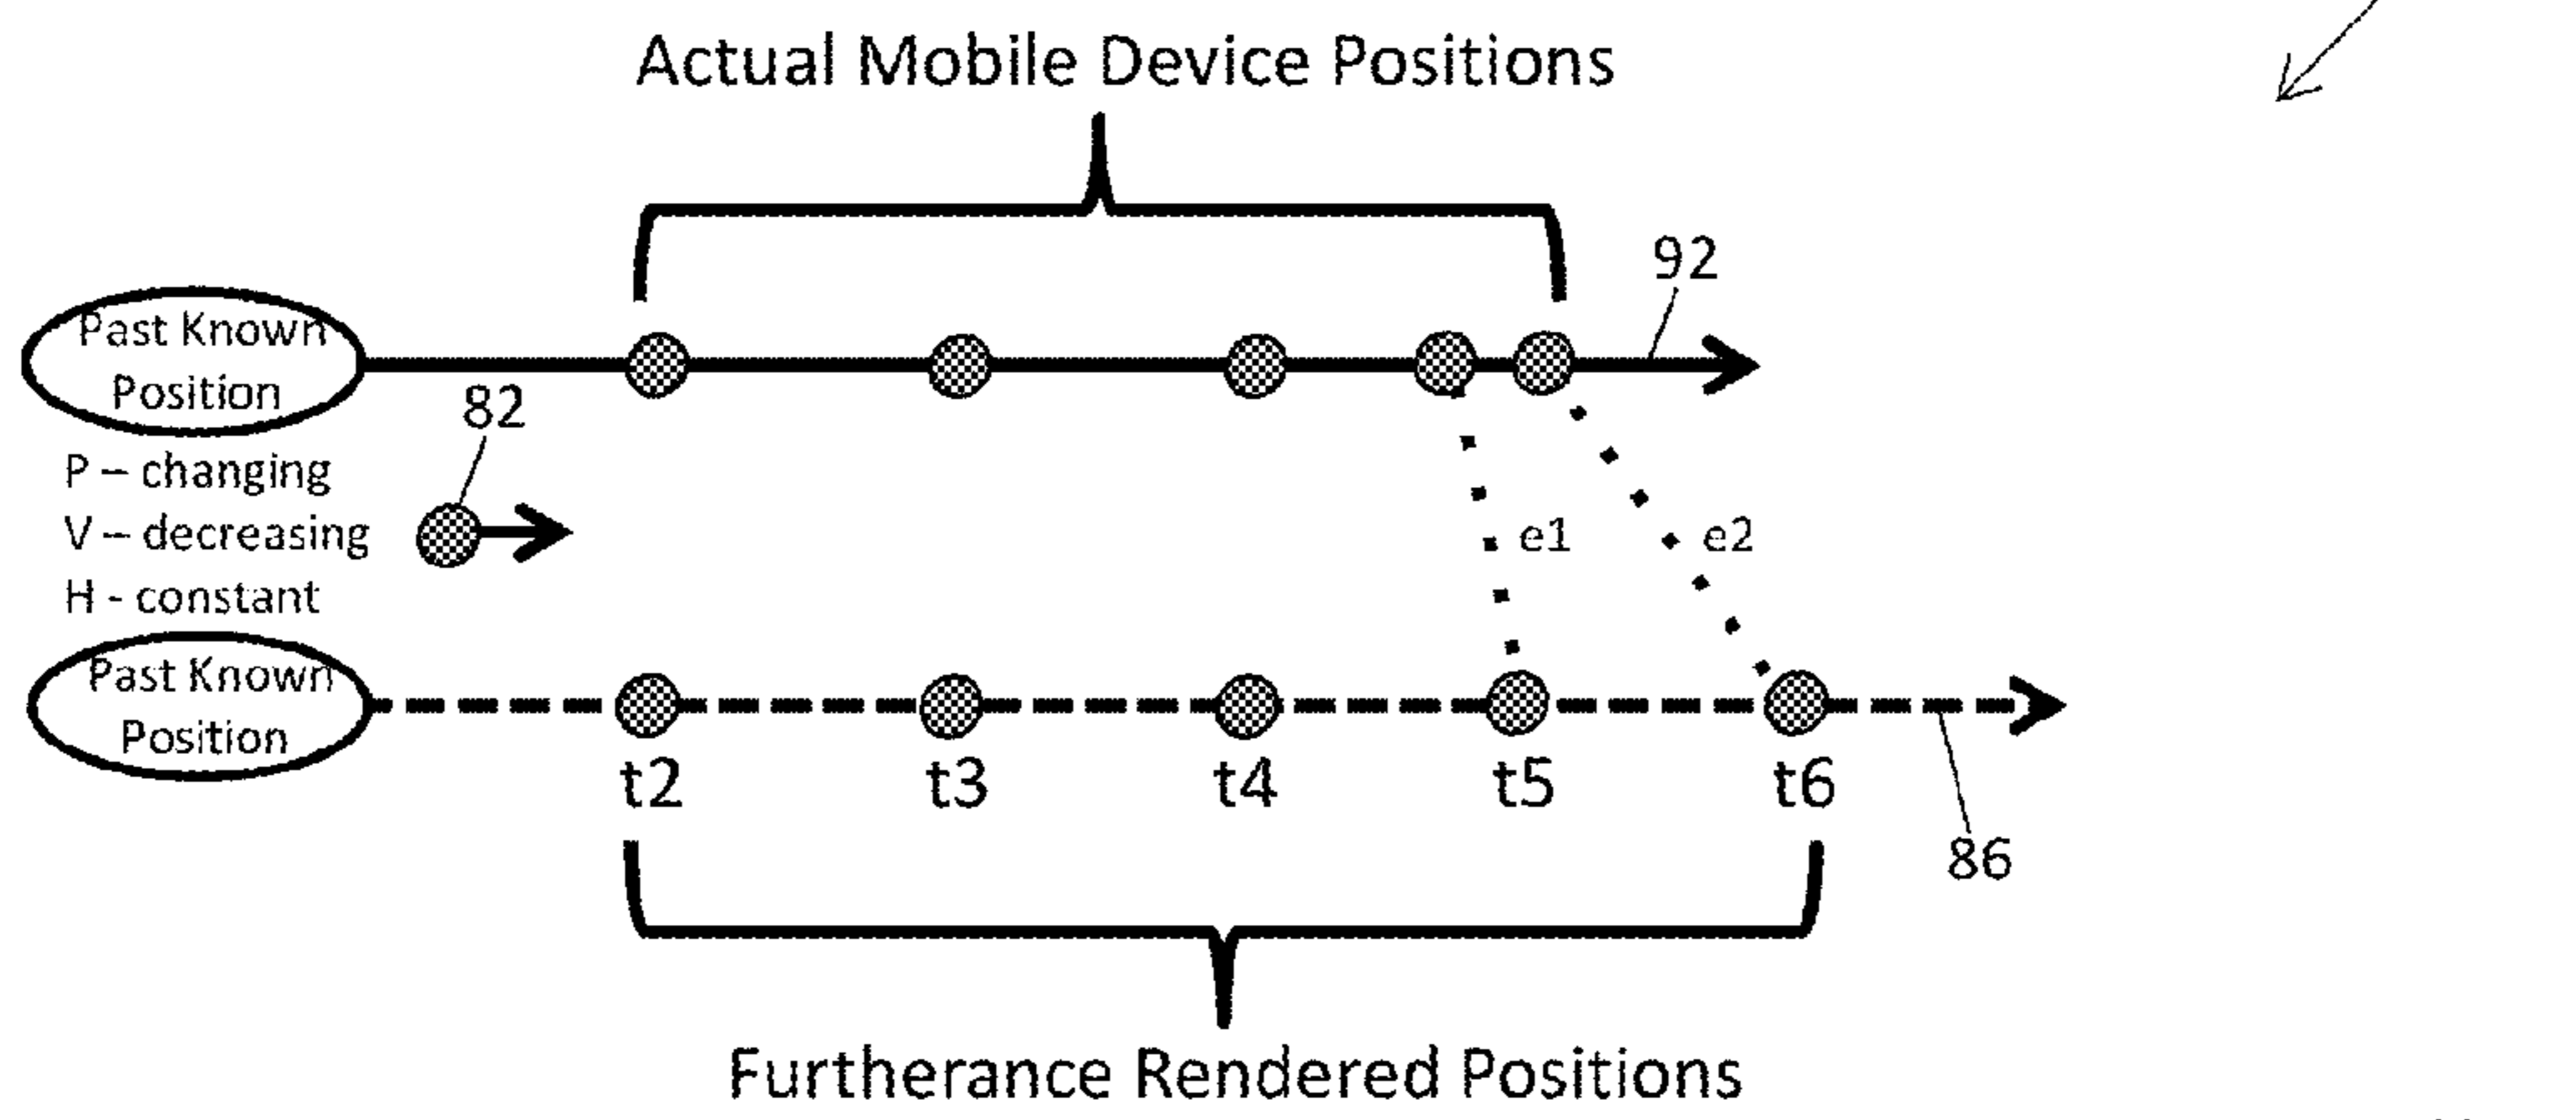 Actual Mobile Device Positions
92
Past Known
Position
82
P – changing
V – decreasing
H - constant
e1
e2
Past Known
Position
t2
t3
t4
t5
t6
86
Furtherance Rendered Positions